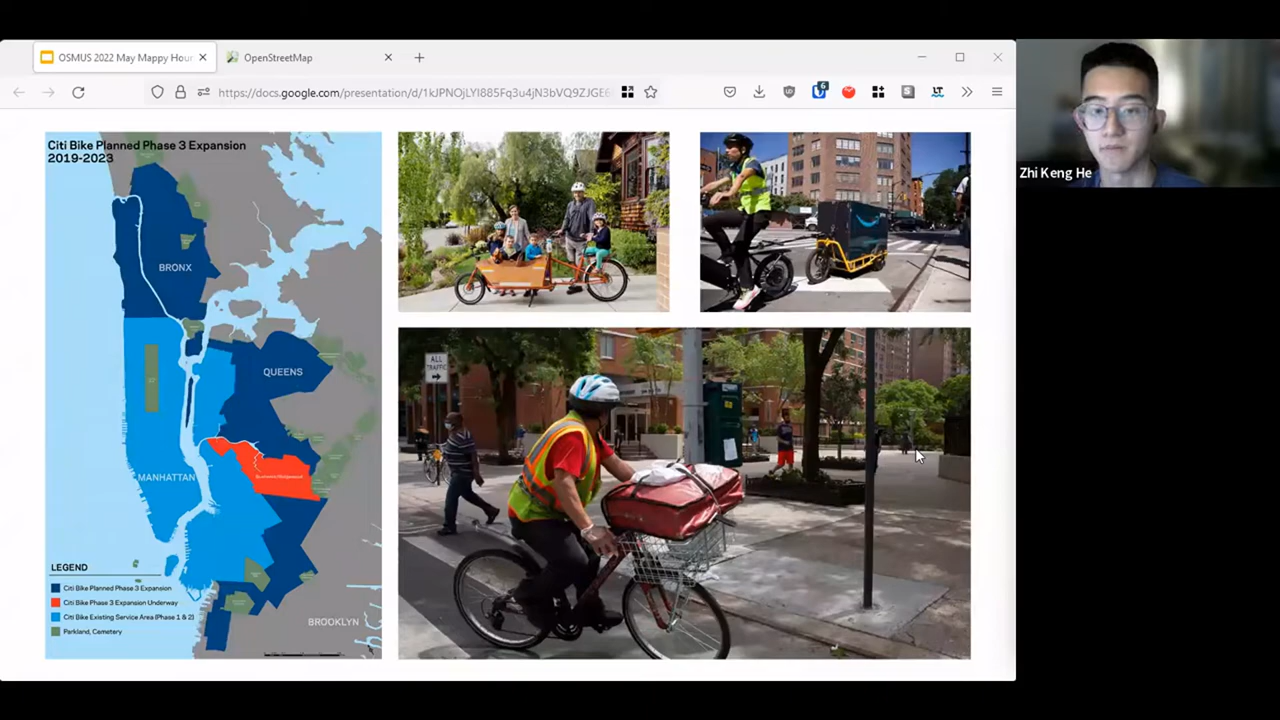 OSMUS 2022 May Mappy Hour
OpenStreetMap
https://docs.google.com/presentation/d/1kJPNOjLYI885Fq3u4jN3bVQ9ZJGE6
6
Zhi Keng He
Citi Bike Planned Phase 3 Expansion
2019-2023
BRONX
QUEENS
MANHATTAN
BROOKLYN
LEGEND
Citi Bike Planned Phase 3 Expansion
Citi Bike Phase 3 Expansion Underway
Citi Bike Existing Service Area (Phase 1 & 2)
Parkland, Cemetery
ALL
TRAFFIC